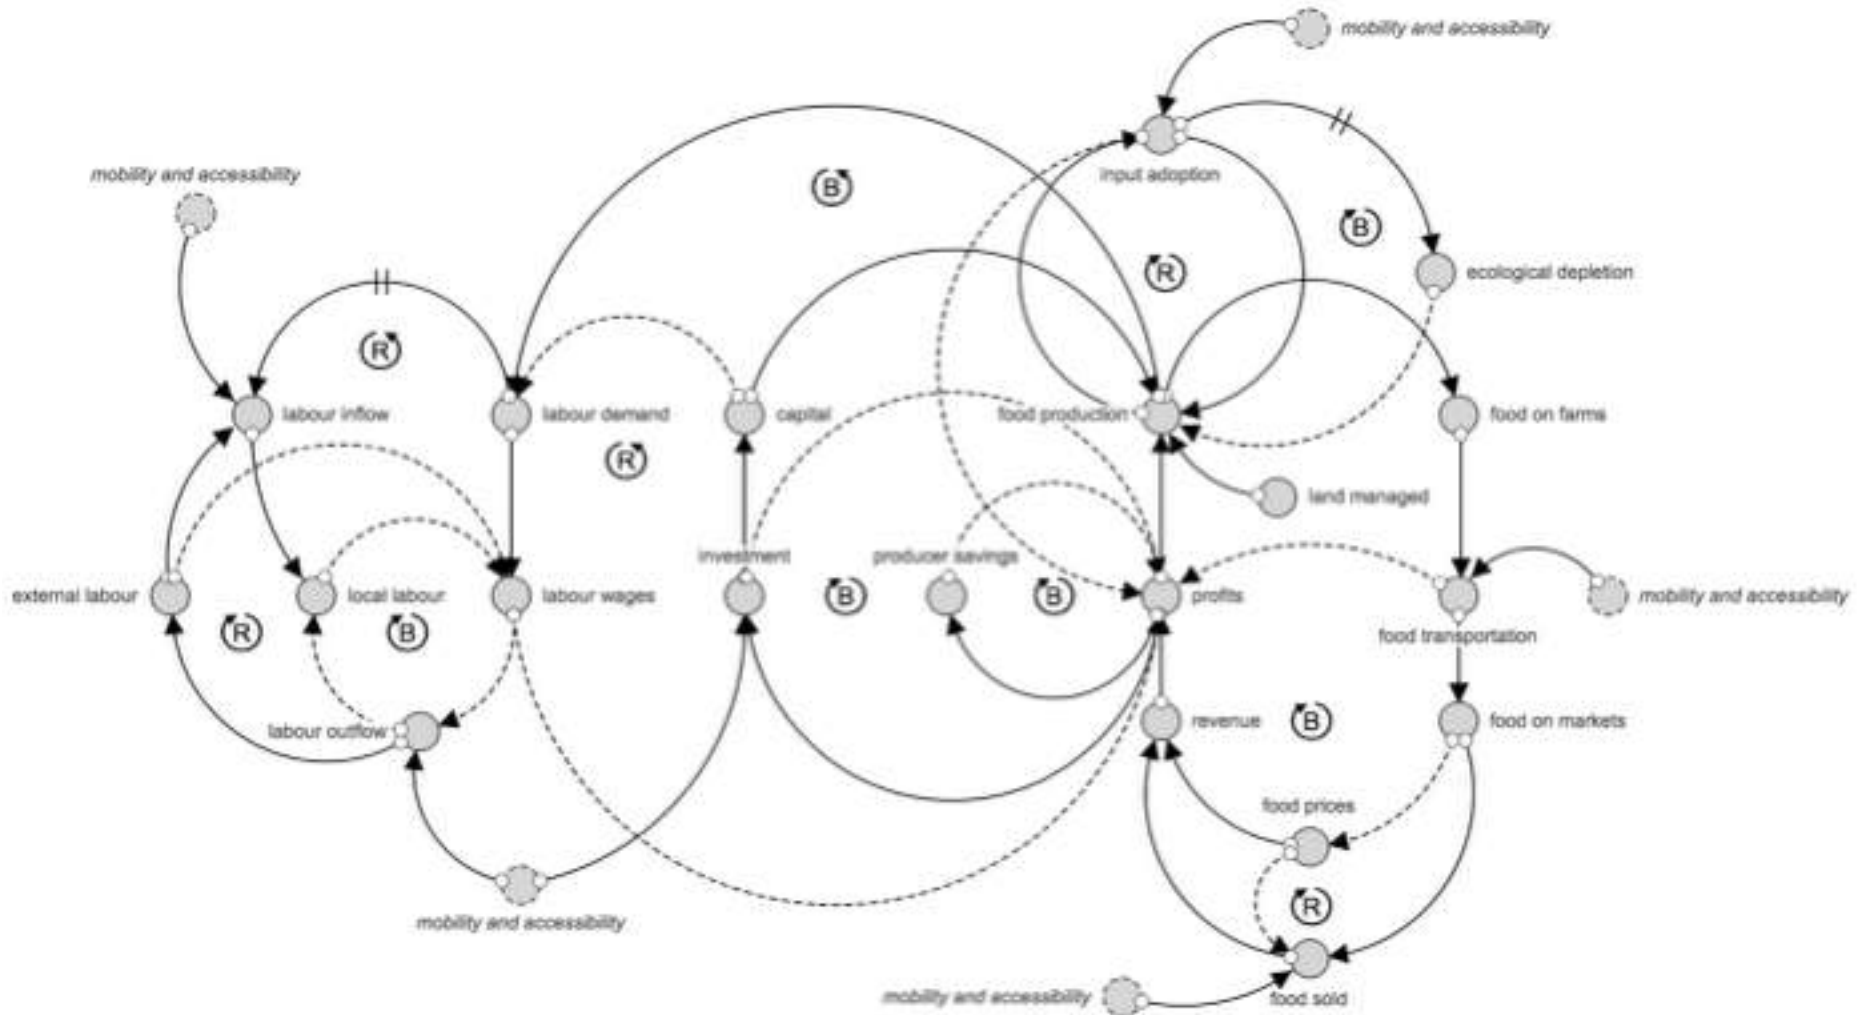 mobility and accessibility
mobility and accessibility
input adoption
B
B
ecological depletion
R
R
labour inflow
labour demand
capital
food production
food on farms
R
land managed
investment
producer savings
external labour
local labour
labour wages
B
B
profits
mobility and accessibility
R
B
food transportation
labour outflow
revenue
B
food on markets
food prices
mobility and accessibility
R
mobility and accessibility
food sold